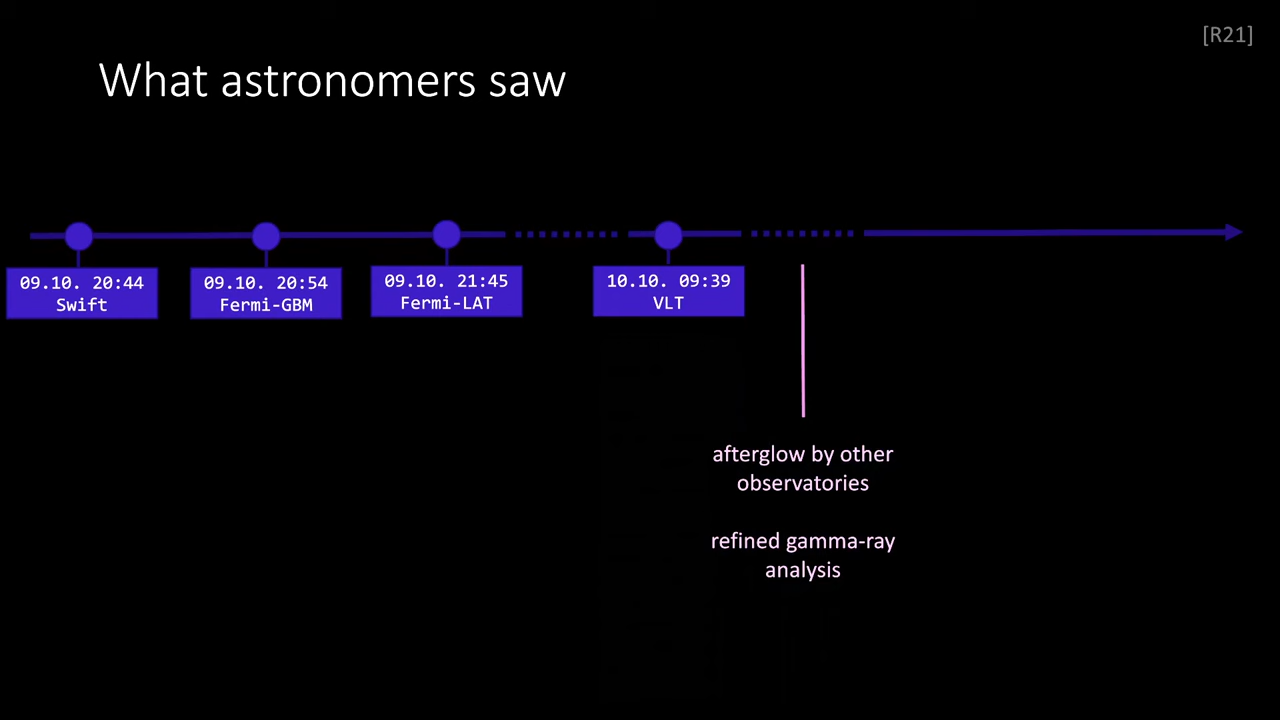 [R21]
What astronomers saw
09.10. 20:44
Swift
09.10. 20:54
Fermi-GBM
09.10. 21:45
Fermi-LAT
10.10. 09:39
VLT
afterglow by other
observatories
refined gamma-ray
analysis